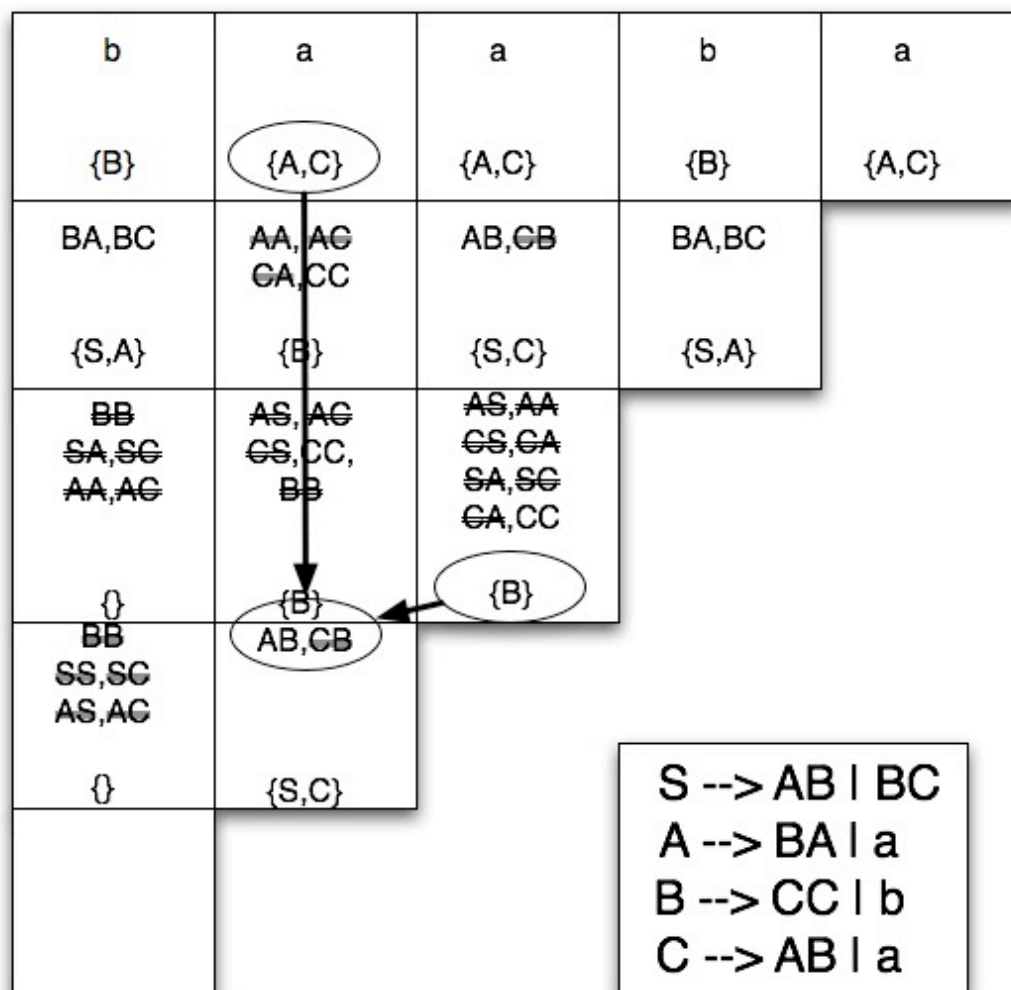 b a a b a
{B} {A,C} {A,C} {B} {A,C}
BA,BC AA, AC AB,CB BA,BC
CA,CC
{S,A} {B} {S,C} {S,A}
BB AS, AC AS,AA
SA,SC CS,CC, CS,CA
AA,AC BB SA,SC
CA,CC
{} {B} {B}
BB AB,CB
SS,SC
AS,AC
{} {S,C}
S --> AB | BC
A --> BA | a
B --> CC | b
C --> AB | a